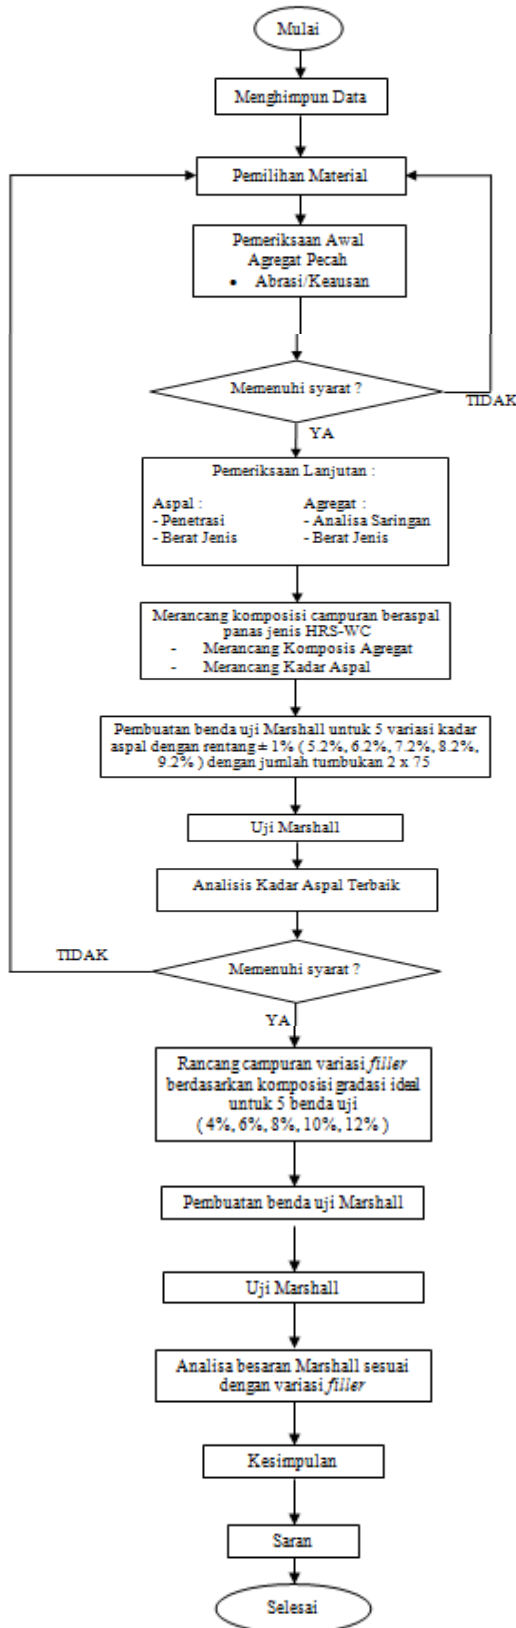 Mulai
Menghimpun Data
Pemilihan Material
Pemeriksaan Awal
Agregat Pecah
• Abrasi/Keausan
Memenuhi syarat ?
TIDAK
YA
Pemeriksaan Lanjutan :
Aspal :
- Penetrasi
- Berat Jenis
Agregat :
- Analisa Saringan
- Berat Jenis
Merancang komposisi campuran beraspal
panas jenis HRS-WC
- Merancang Komposis Agregat
- Merancang Kadar Aspal
Pembuatan benda uji Marshall untuk 5 variasi kadar
aspal dengan rentang ± 1% ( 5.2%, 6.2%, 7.2%, 8.2%,
9.2% ) dengan jumlah tumbukan 2 x 75
Uji Marshall
Analisis Kadar Aspal Terbaik
TIDAK
Memenuhi syarat ?
YA
Rancang campuran variasi filler
berdasarkan komposisi gradasi ideal
untuk 5 benda uji
( 4%, 6%, 8%, 10%, 12% )
Pembuatan benda uji Marshall
Uji Marshall
Analisa besaran Marshall sesuai
dengan variasi filler
Kesimpulan
Saran
Selesai